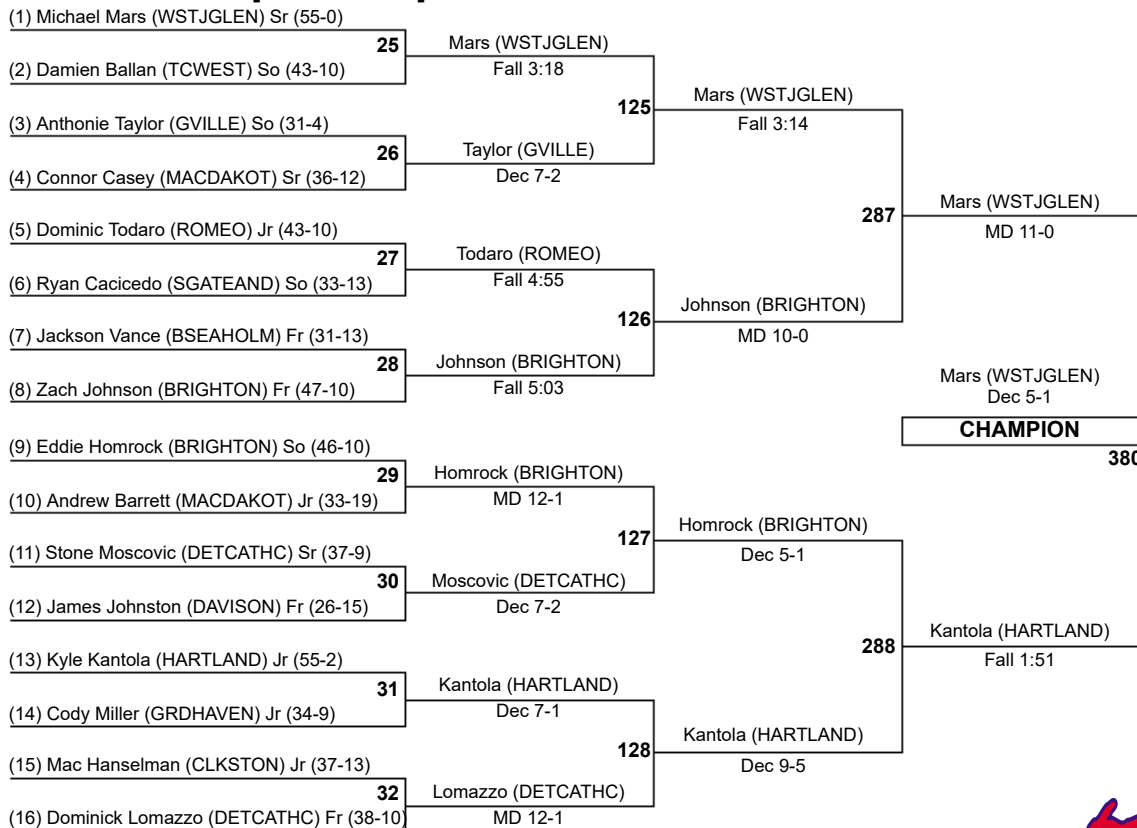 (1) Michael Mars (WSTJGLEN) Sr (55-0)
25
(2) Damien Ballan (TCWEST) So (43-10)
Mars (WSTJGLEN)
Fall 3:18
125
(3) Anthonie Taylor (GVILLE) So (31-4)
26
(4) Connor Casey (MACDAKOT) Sr (36-12)
Taylor (GVILLE)
Dec 7-2
Mars (WSTJGLEN)
Fall 3:14
287
(5) Dominic Todaro (ROMEO) Jr (43-10)
27
(6) Ryan Cacicedo (SGATEAND) So (33-13)
Todaro (ROMEO)
Fall 4:55
126
(7) Jackson Vance (BSEAHOLM) Fr (31-13)
28
(8) Zach Johnson (BRIGHTON) Fr (47-10)
Johnson (BRIGHTON)
Fall 5:03
Johnson (BRIGHTON)
MD 10-0
Mars (WSTJGLEN)
MD 11-0
Mars (WSTJGLEN)
Dec 5-1
CHAMPION
380
(9) Eddie Homrock (BRIGHTON) So (46-10)
29
(10) Andrew Barrett (MACDAKOT) Jr (33-19)
Homrock (BRIGHTON)
MD 12-1
127
(11) Stone Moscovic (DETCATHC) Sr (37-9)
30
(12) James Johnston (DAVISON) Fr (26-15)
Moscovic (DETCATHC)
Dec 7-2
Homrock (BRIGHTON)
Dec 5-1
288
(13) Kyle Kantola (HARTLAND) Jr (55-2)
31
(14) Cody Miller (GRDHAVEN) Jr (34-9)
Kantola (HARTLAND)
Dec 7-1
128
(15) Mac Hanselman (CLKSTON) Jr (37-13)
32
(16) Dominick Lomazzo (DETCATHC) Fr (38-10)
Lomazzo (DETCATHC)
MD 12-1
Kantola (HARTLAND)
Dec 9-5
Kantola (HARTLAND)
Fall 1:51